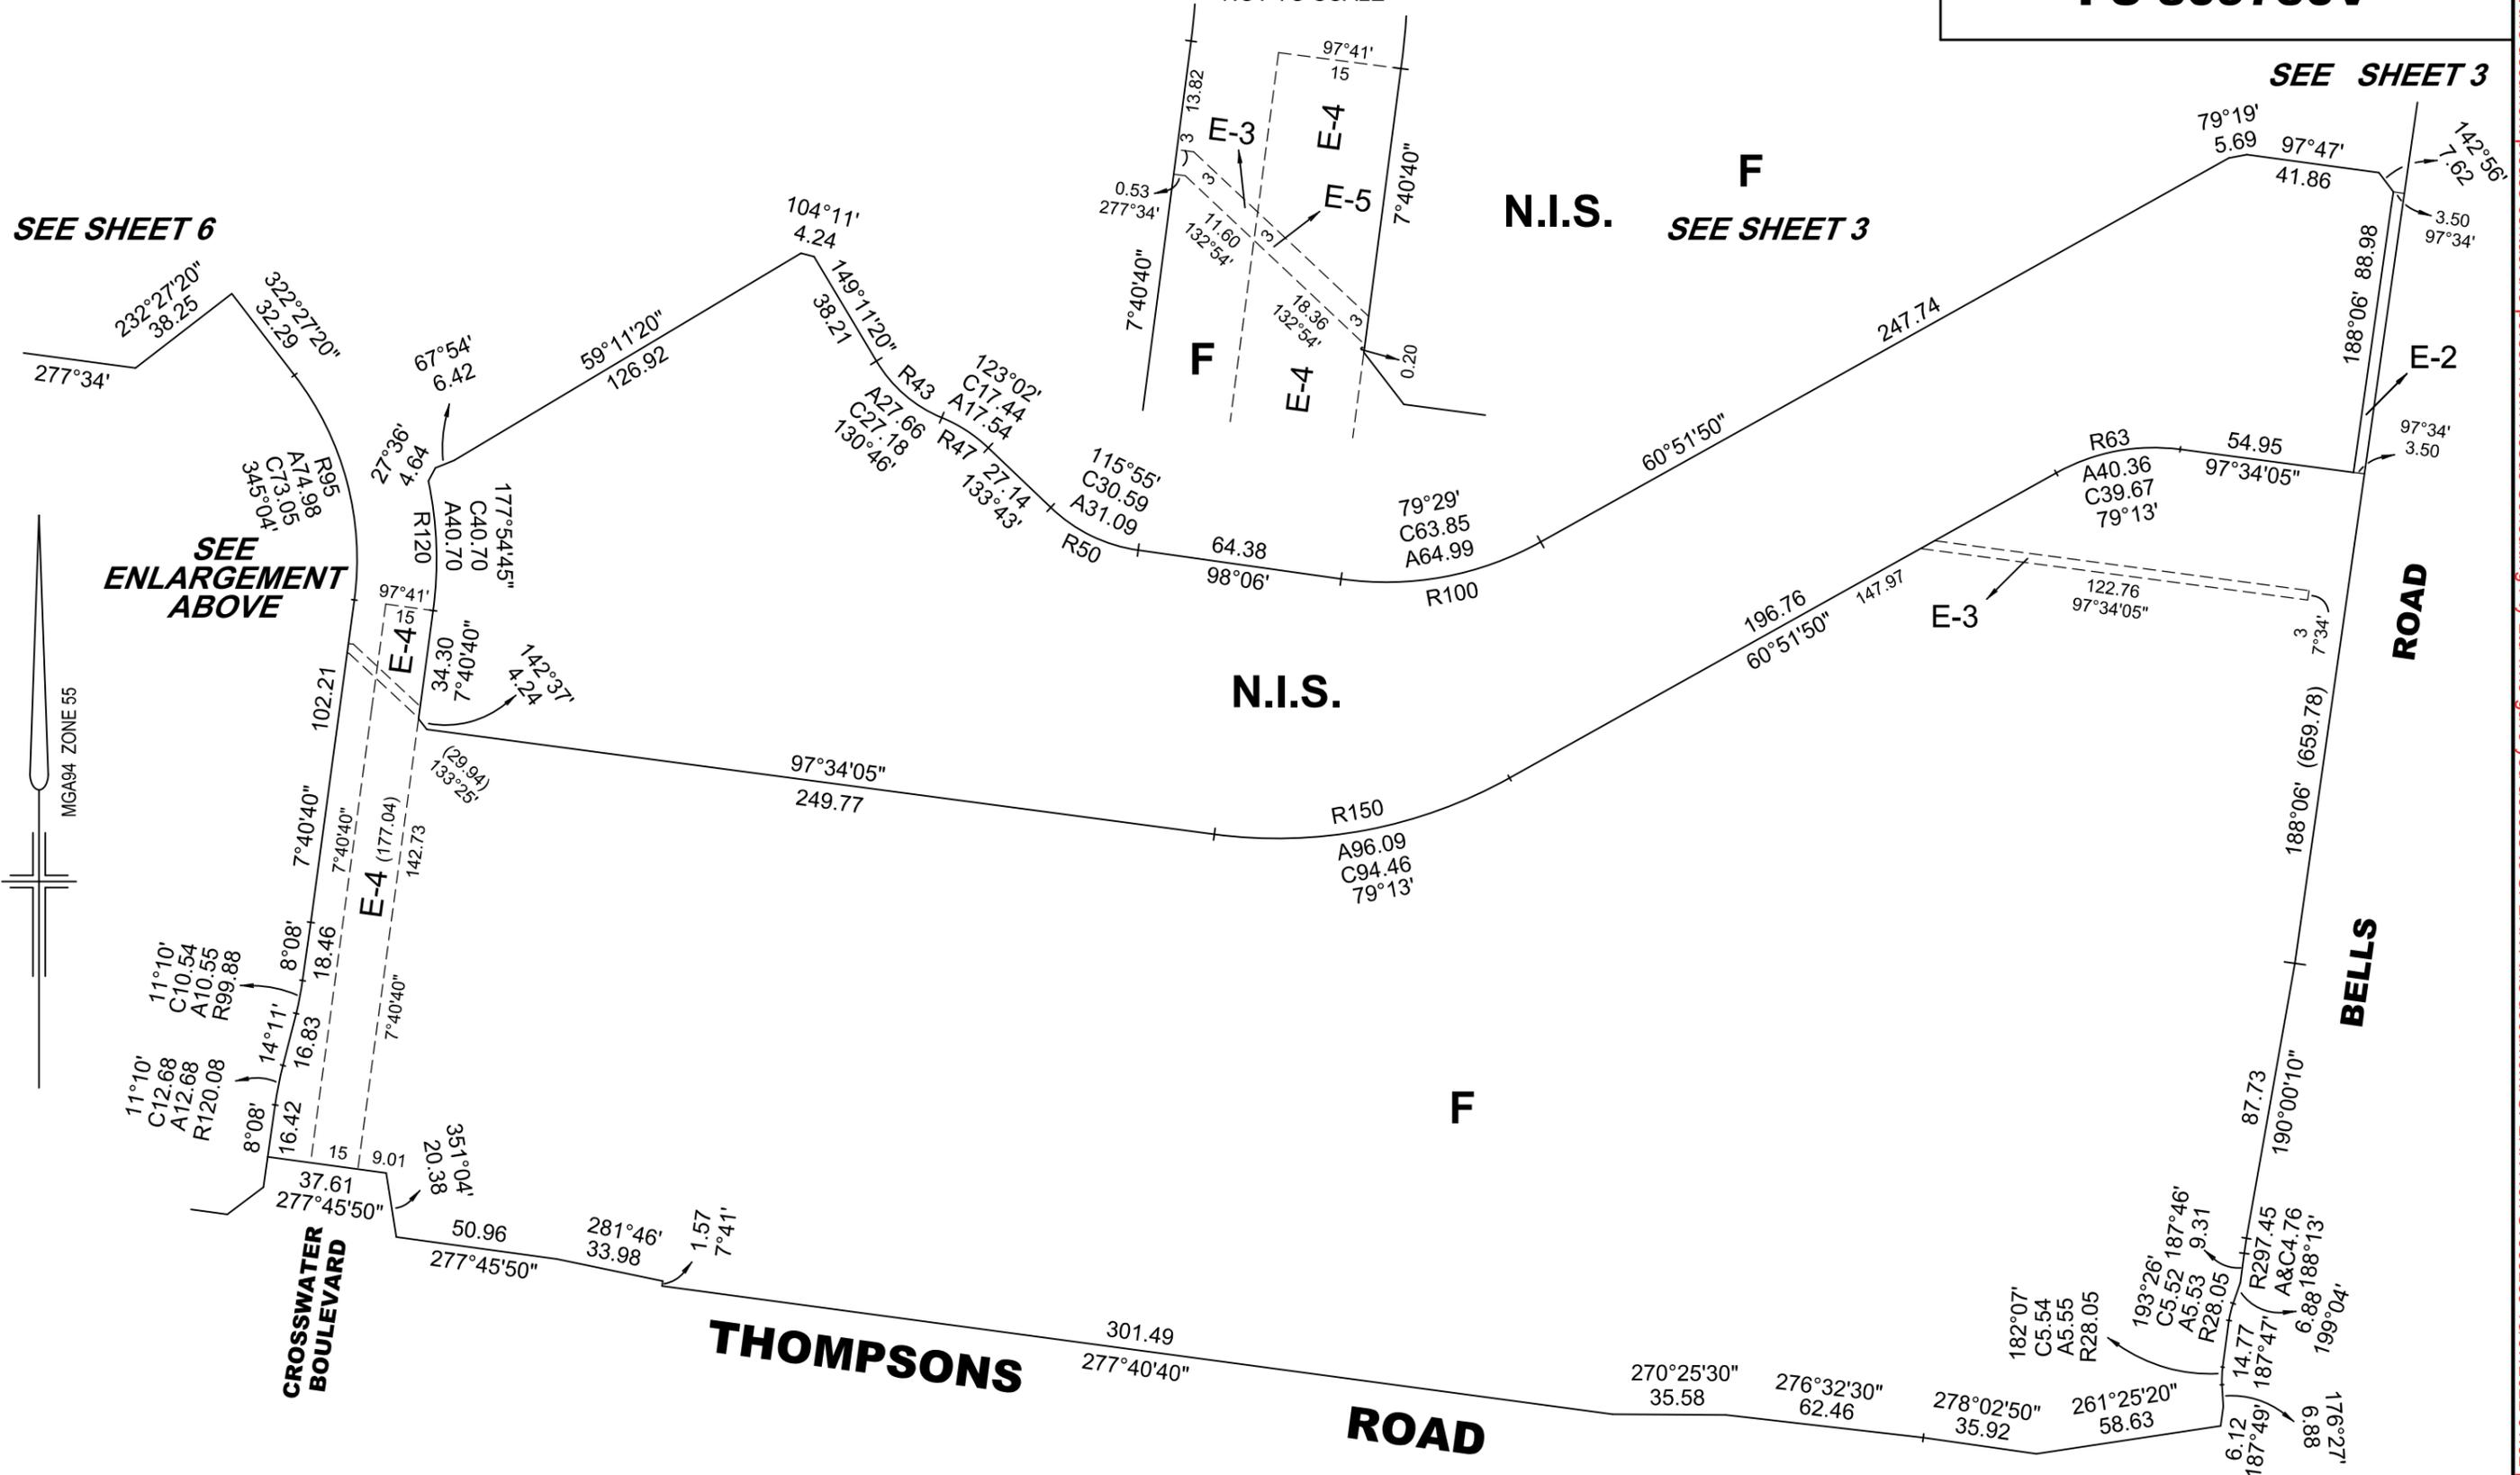 SEE SHEET 3
97°41'
15
13.82
3
E-3
E-4
3
E-5
0.53
277°34'
11.60
132°54'
3
7°40'40"
7°40'40"
18.36
132°54'
3
F
E-4
0.20
N.I.S.
F
SEE SHEET 3
79°19'
5.69
97°47'
41.86
142°56'
7.62
3.50
97°34'
188°06' 88.98
E-2
97°34'
3.50
SEE SHEET 6
232°27'20"
38.25
322°27'20"
32.29
277°34'
104°11'
4.24
67°54'
6.42
59°11'20"
126.92
149°11'20"
38.21
27°36'
4.64
R43
A27.66
C27.18
130°46'
123°02'
C17.44
A17.54
R47
27.14
133°43'
115°55'
C30.59
A31.09
R50
64.38
98°06'
79°29'
C63.85
A64.99
R100
60°51'50"
247.74
R63
A40.36
C39.67
79°13'
54.95
97°34'05"
R95
A74.98
C73.05
345°04'
R120
A40.70
C40.70
177°54'45"
SEE
ENLARGEMENT
ABOVE
97°41'
15
E-4
34.30
7°40'40"
142°37'
4.24
102.21
MGA94 ZONE 55
N.I.S.
196.76
60°51'50"
147.97
E-3
122.76
97°34'05"
3
7°34'
ROAD
188°06' (659.78)
(29.94)
133°25'
97°34'05"
249.77
R150
A96.09
C94.46
79°13'
7°40'40"
7°40'40"
E-4 (177.04)
142.73
7°40'40"
8°08'
18.46
11°10'
C10.54
A10.55
R99.88
14°11'
16.83
11°10'
C12.68
A12.68
R120.08
8°08'
16.42
15
9.01
37.61
277°45'50"
351°04'
20.38
F
BELLS
87.73
190°00'10"
CROSSWATER
BOULEVARD
50.96
277°45'50"
281°46'
33.98
1.57
7°41'
THOMPSONS
301.49
277°40'40"
ROAD
270°25'30"
35.58
276°32'30"
62.46
278°02'50"
35.92
261°25'20"
58.63
187°46'
9.31
R297.45
A&C4.76
188°13'
193°26'
C5.52
A5.53
R28.05
6.88
199°04'
182°07'
C5.54
A5.55
R28.05
14.77
187°47'
6.12
187°49'
176°27'
6.88